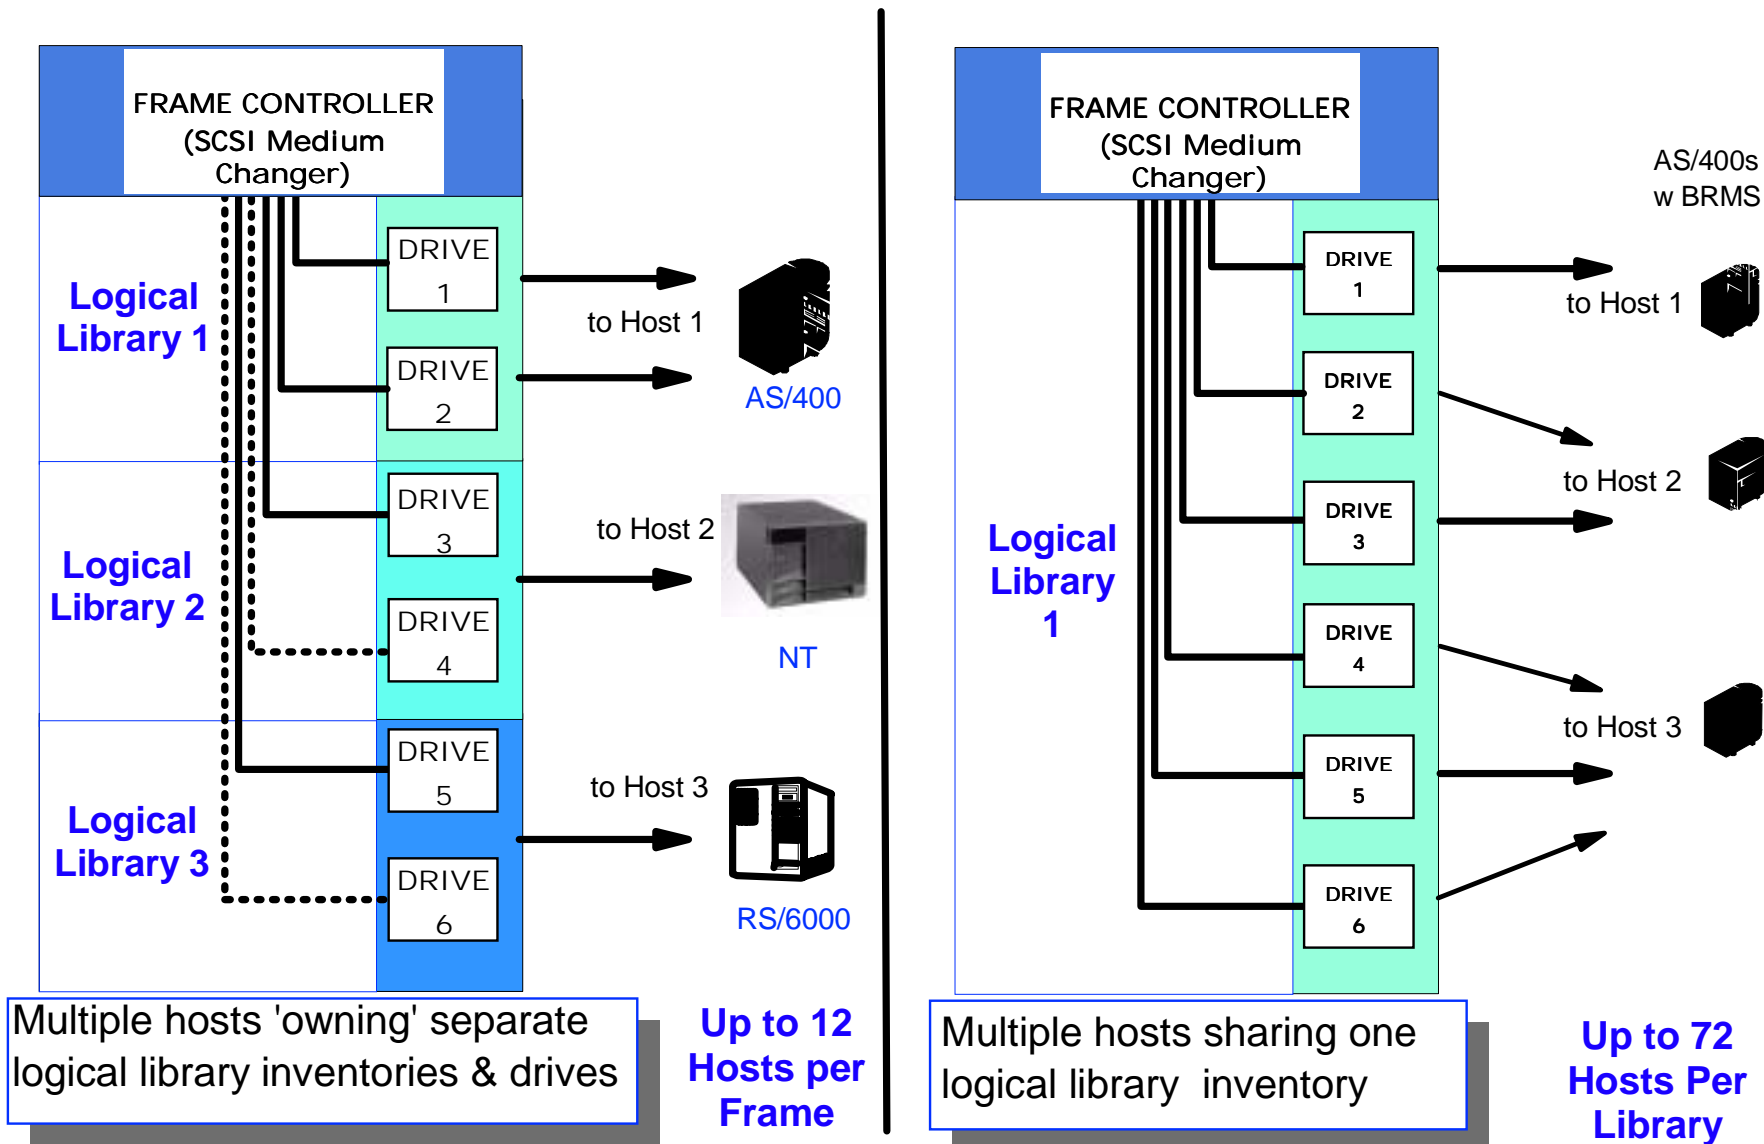 FRAME CONTROLLER
(SCSI Medium
Changer)
Logical
Library 1
DRIVE
1
DRIVE
2
to Host 1
AS/400
Logical
Library 2
DRIVE
3
DRIVE
4
to Host 2
NT
Logical
Library 3
DRIVE
5
DRIVE
6
to Host 3
RS/6000
Multiple hosts 'owning' separate
logical library inventories & drives
Up to 12
Hosts per
Frame
FRAME CONTROLLER
(SCSI Medium
Changer)
AS/400s
w BRMS
Logical
Library
1
DRIVE
1
to Host 1
DRIVE
2
to Host 2
DRIVE
3
DRIVE
4
to Host 3
DRIVE
5
DRIVE
6
Multiple hosts sharing one
logical library inventory
Up to 72
Hosts Per
Library